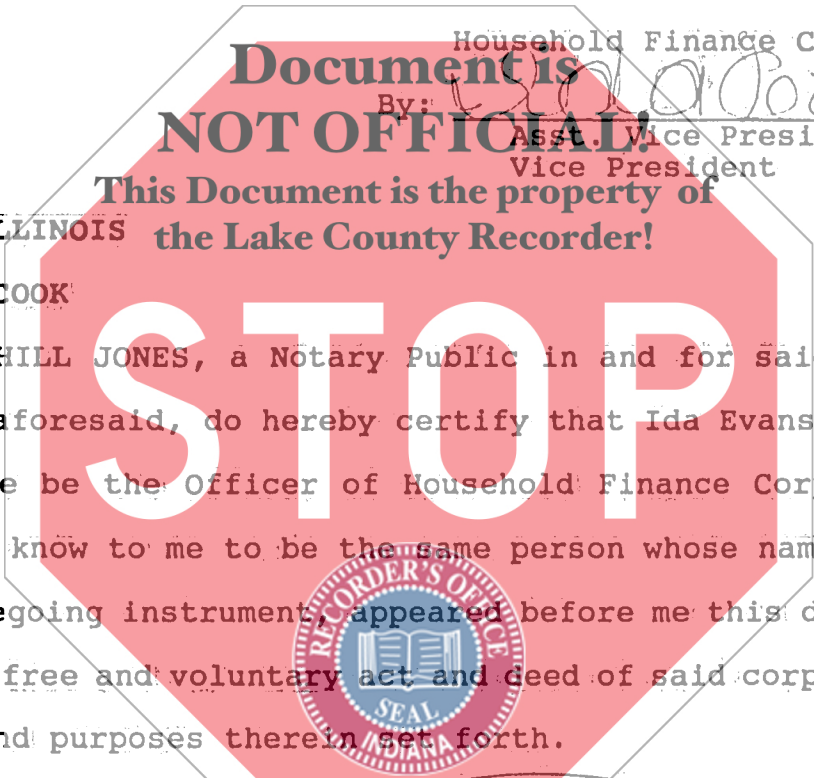 Household Finance C
Document is
By:
NOT OFFICIAL!
Asst. Vice Presi
Vice President
This Document is the property of
the Lake County Recorder!
LLINOIS
COOK
STOP
HILL JONES, a Notary Public in and for sai
aforesaid, do hereby certify that Ida Evans
e be the Officer of Household Finance Cor
know to me to be the same person whose nam
egoing instrument, appeared before me this d
free and voluntary act and deed of said corp
nd purposes therein set forth.
RECORDER'S OFFICE
SEAL
INDIANA